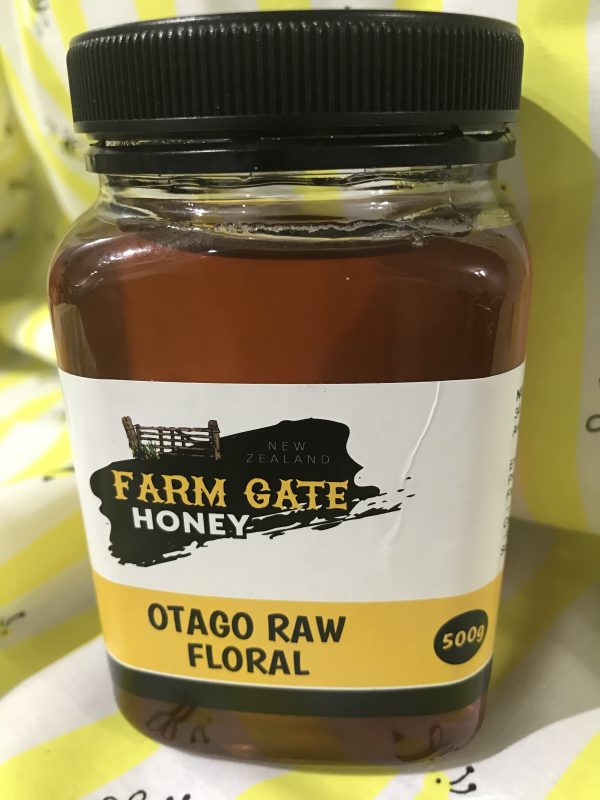 NEW
ZEALAND
FARM GATE
HONEY
OTAGO RAW
FLORAL
500g